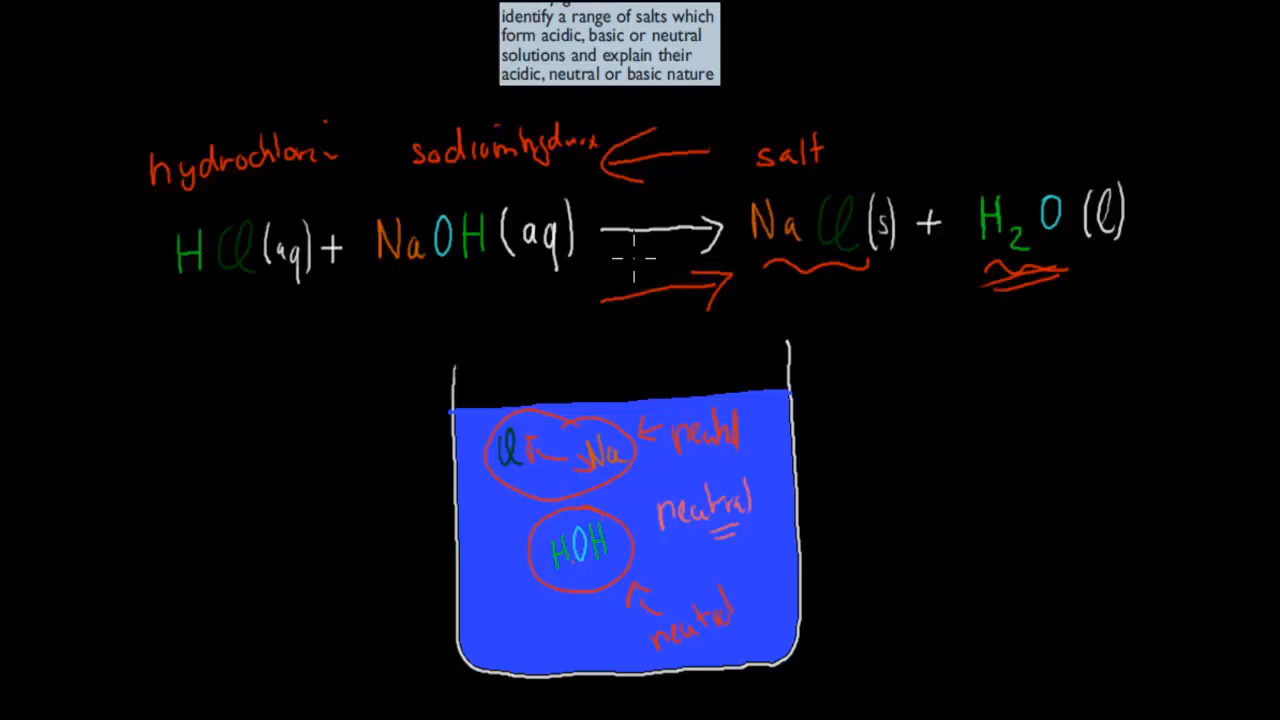 identify a range of salts which
form acidic, basic or neutral
solutions and explain their
acidic, neutral or basic nature
salt
HCl(aq) + NaOH(aq) → NaCl(s) + H2O(l)
Cl Na neutral
neutral
HOH
neutral